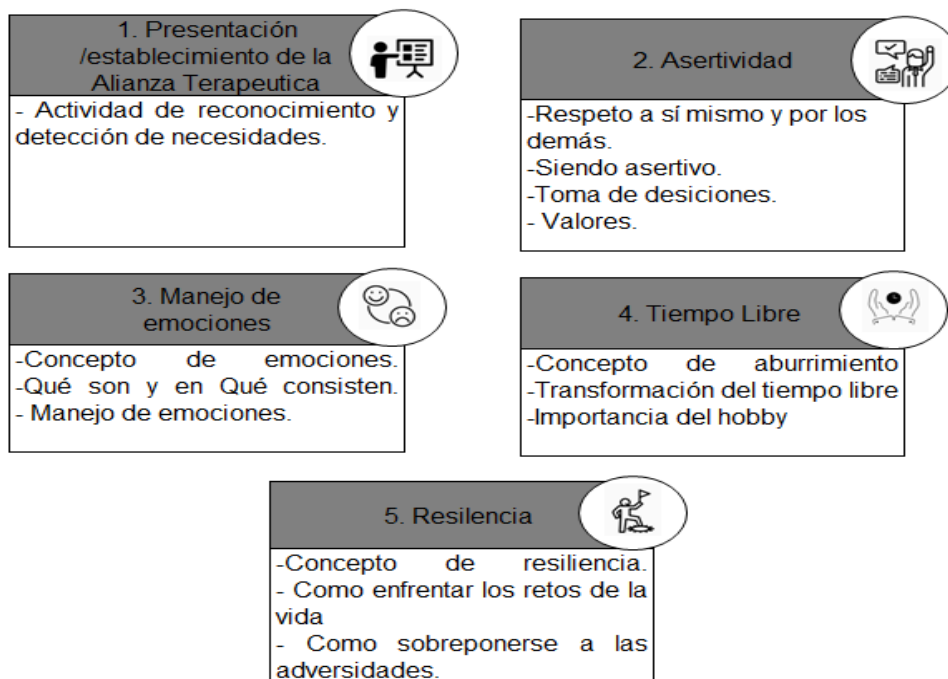 1. Presentación
/establecimiento de la
Alianza Terapeutica
- Actividad de reconocimiento y
detección de necesidades.
2. Asertividad
-Respeto a sí mismo y por los
demás.
-Siendo asertivo.
-Toma de desiciones.
- Valores.
3. Manejo de
emociones
-Concepto de emociones.
-Qué son y en Qué consisten.
- Manejo de emociones.
4. Tiempo Libre
-Concepto de aburrimiento
-Transformación del tiempo libre
-Importancia del hobby
5. Resilencia
-Concepto de resiliencia.
- Como enfrentar los retos de la
vida
- Como sobreponerse a las
adversidades.